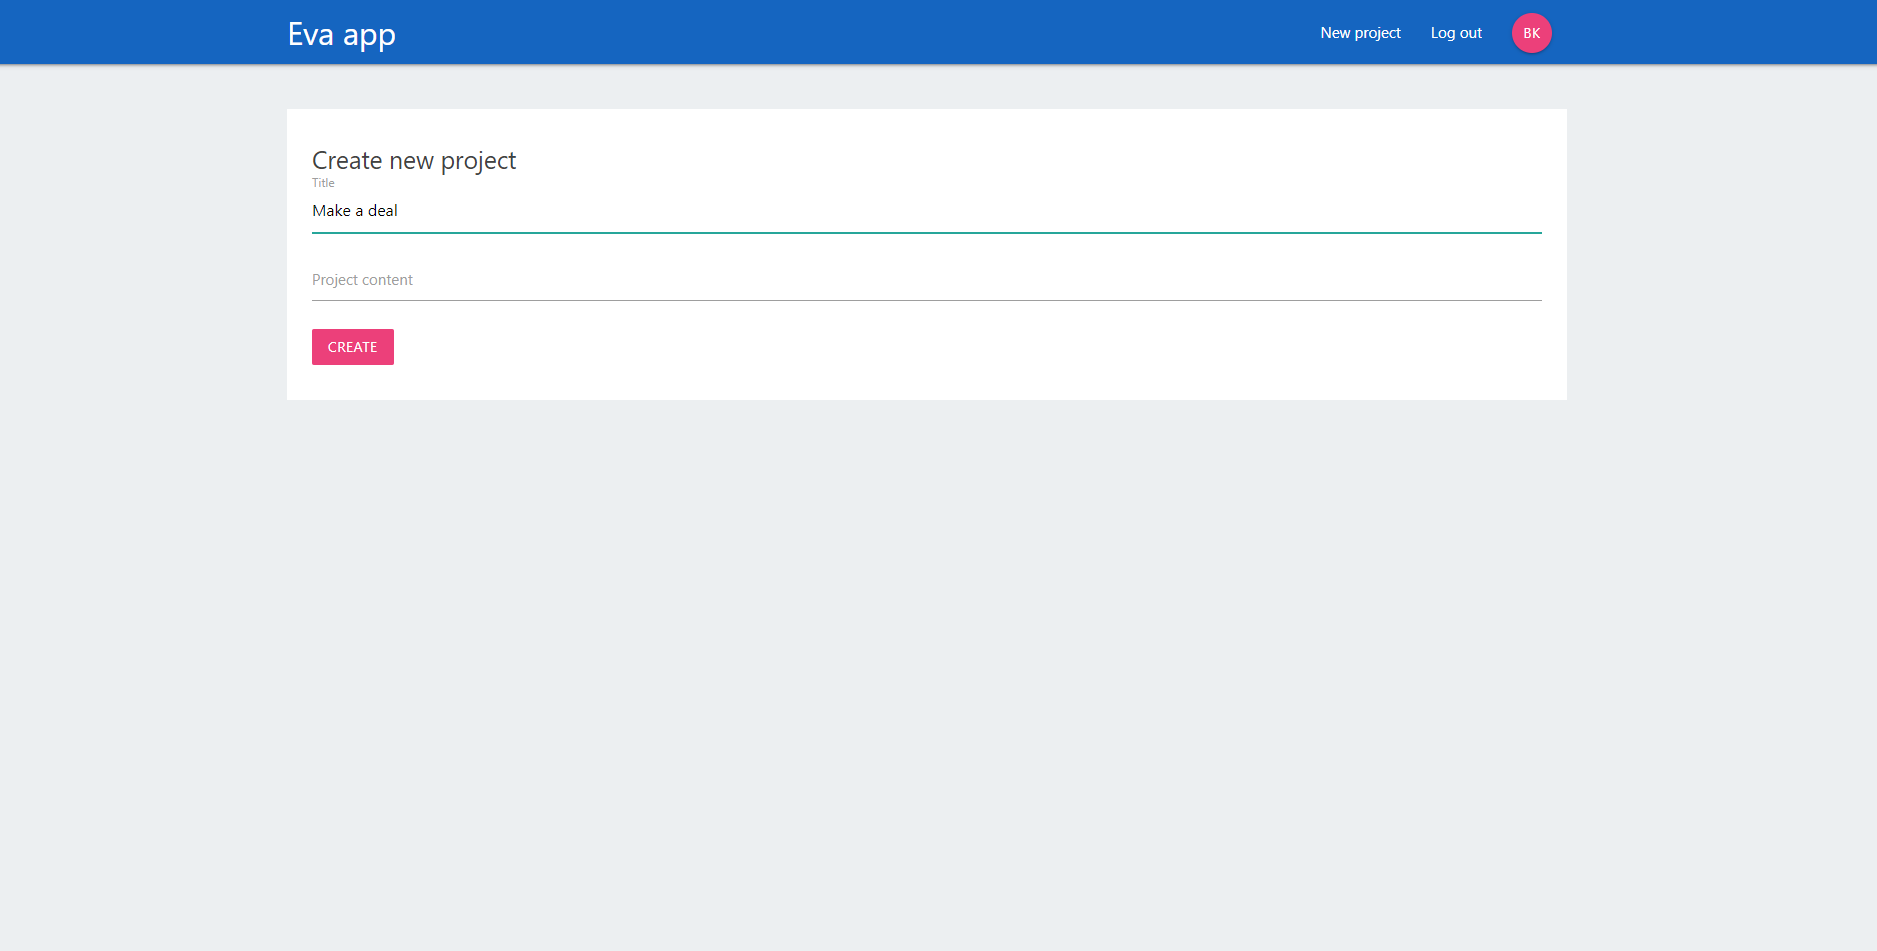 Eva app
New project
Log out
BK
Create new project
Title
Make a deal
Project content
CREATE